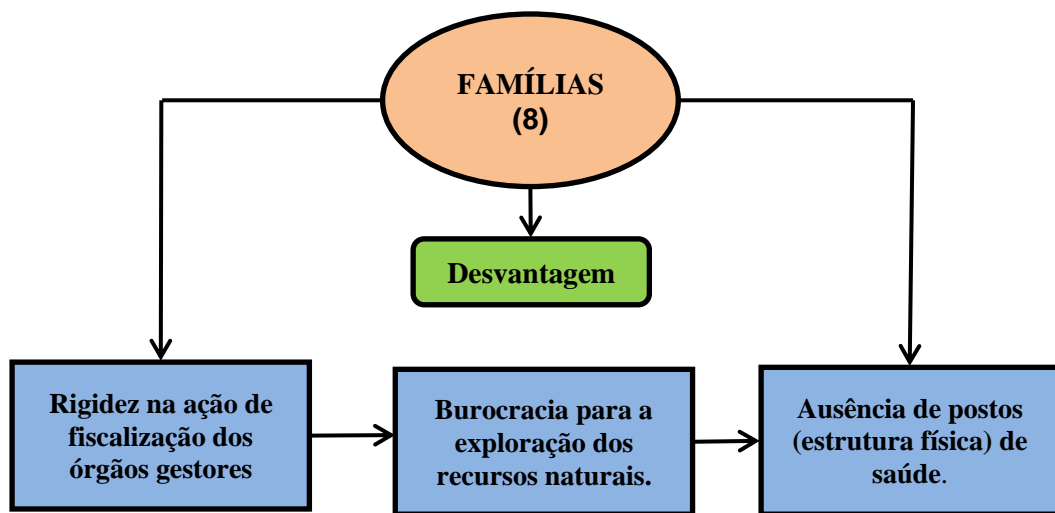 FAMÍLIAS
(8)
Desvantagem
Rigidez na ação de
fiscalização dos
órgãos gestores
Burocracia para a
exploração dos
recursos naturais.
Ausência de postos
(estrutura física) de
saúde.